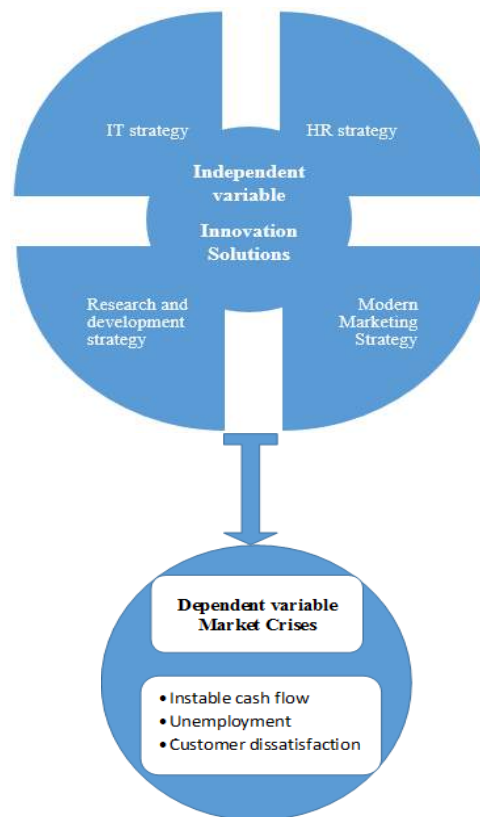 IT strategy
HR strategy
Independent
variable
Innovation
Solutions
Research and
development
strategy
Modern
Marketing
Strategy
Dependent variable
Market Crises
• Instable cash flow
• Unemployment
• Customer dissatisfaction